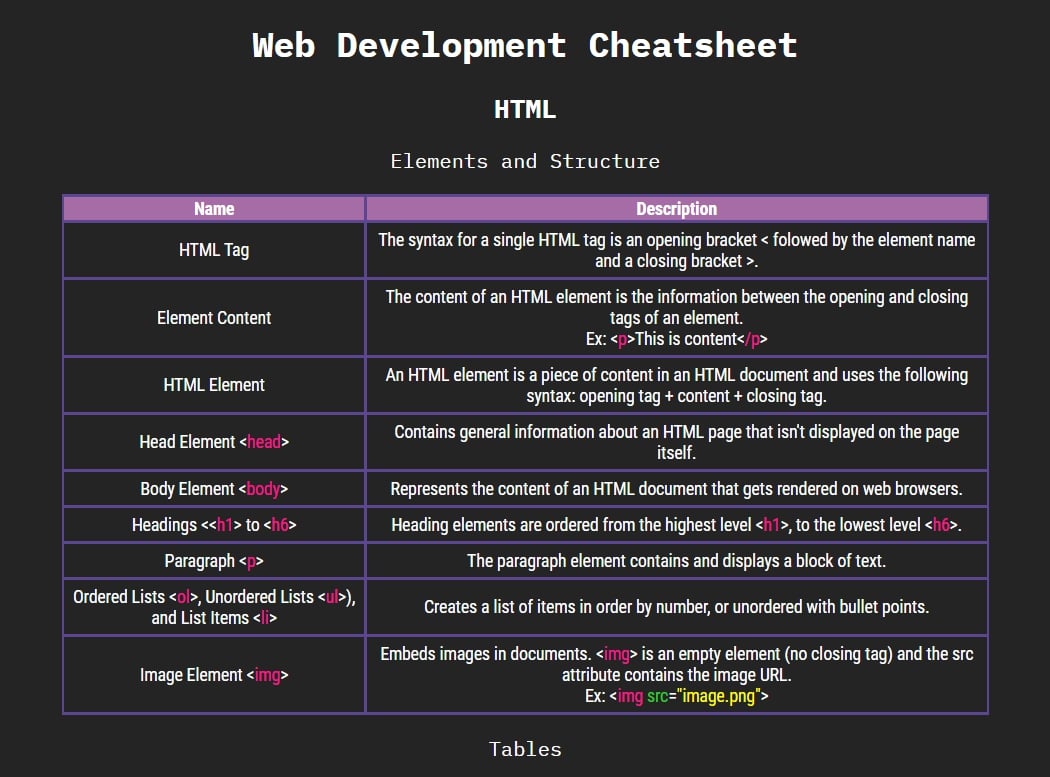 Web Development Cheatsheet
HTML
Elements and Structure
Name
Description
HTML Tag
The syntax for a single HTML tag is an opening bracket < folowed by the element name
and a closing bracket >.
Element Content
The content of an HTML element is the information between the opening and closing
tags of an element.
Ex: <p>This is content</p>
HTML Element
An HTML element is a piece of content in an HTML document and uses the following
syntax: opening tag + content + closing tag.
Head Element <head>
Contains general information about an HTML page that isn't displayed on the page
itself.
Body Element <body>
Represents the content of an HTML document that gets rendered on web browsers.
Headings <<h1> to <h6>
Heading elements are ordered from the highest level <h1>, to the lowest level <h6>.
Paragraph <p>
The paragraph element contains and displays a block of text.
Ordered Lists <ol>, Unordered Lists <ul>),
and List Items <li>
Creates a list of items in order by number, or unordered with bullet points.
Image Element <img>
Embeds images in documents. <img> is an empty element (no closing tag) and the src
attribute contains the image URL.
Ex: <img src="image.png">
Tables